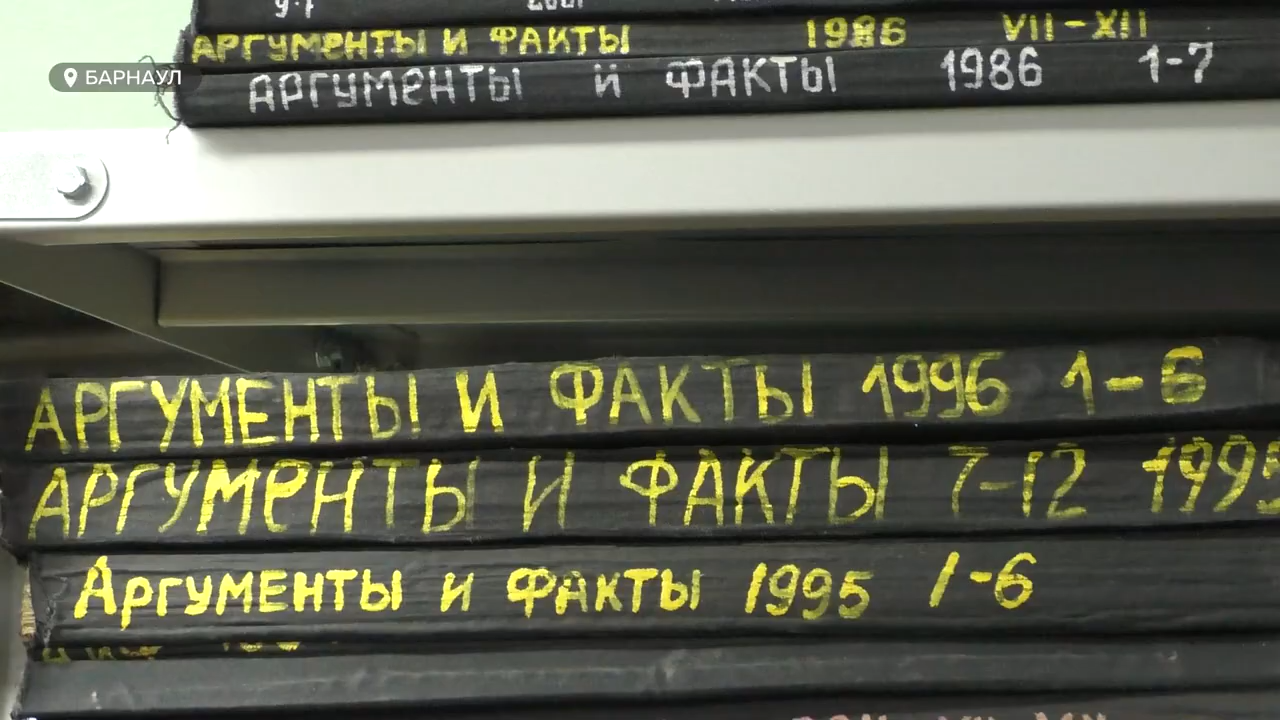 АРГУМЕНТЫ И ФАКТЫ 1986 VII-XII
БАРНАУЛ
АРГУМЕНТЫ И ФАКТЫ 1986 1-7
АРГУМЕНТЫ И ФАКТЫ 1996 1-6
АРГУМЕНТЫ И ФАКТЫ 7-12 1995
Аргументы и Факты 1995 1-6